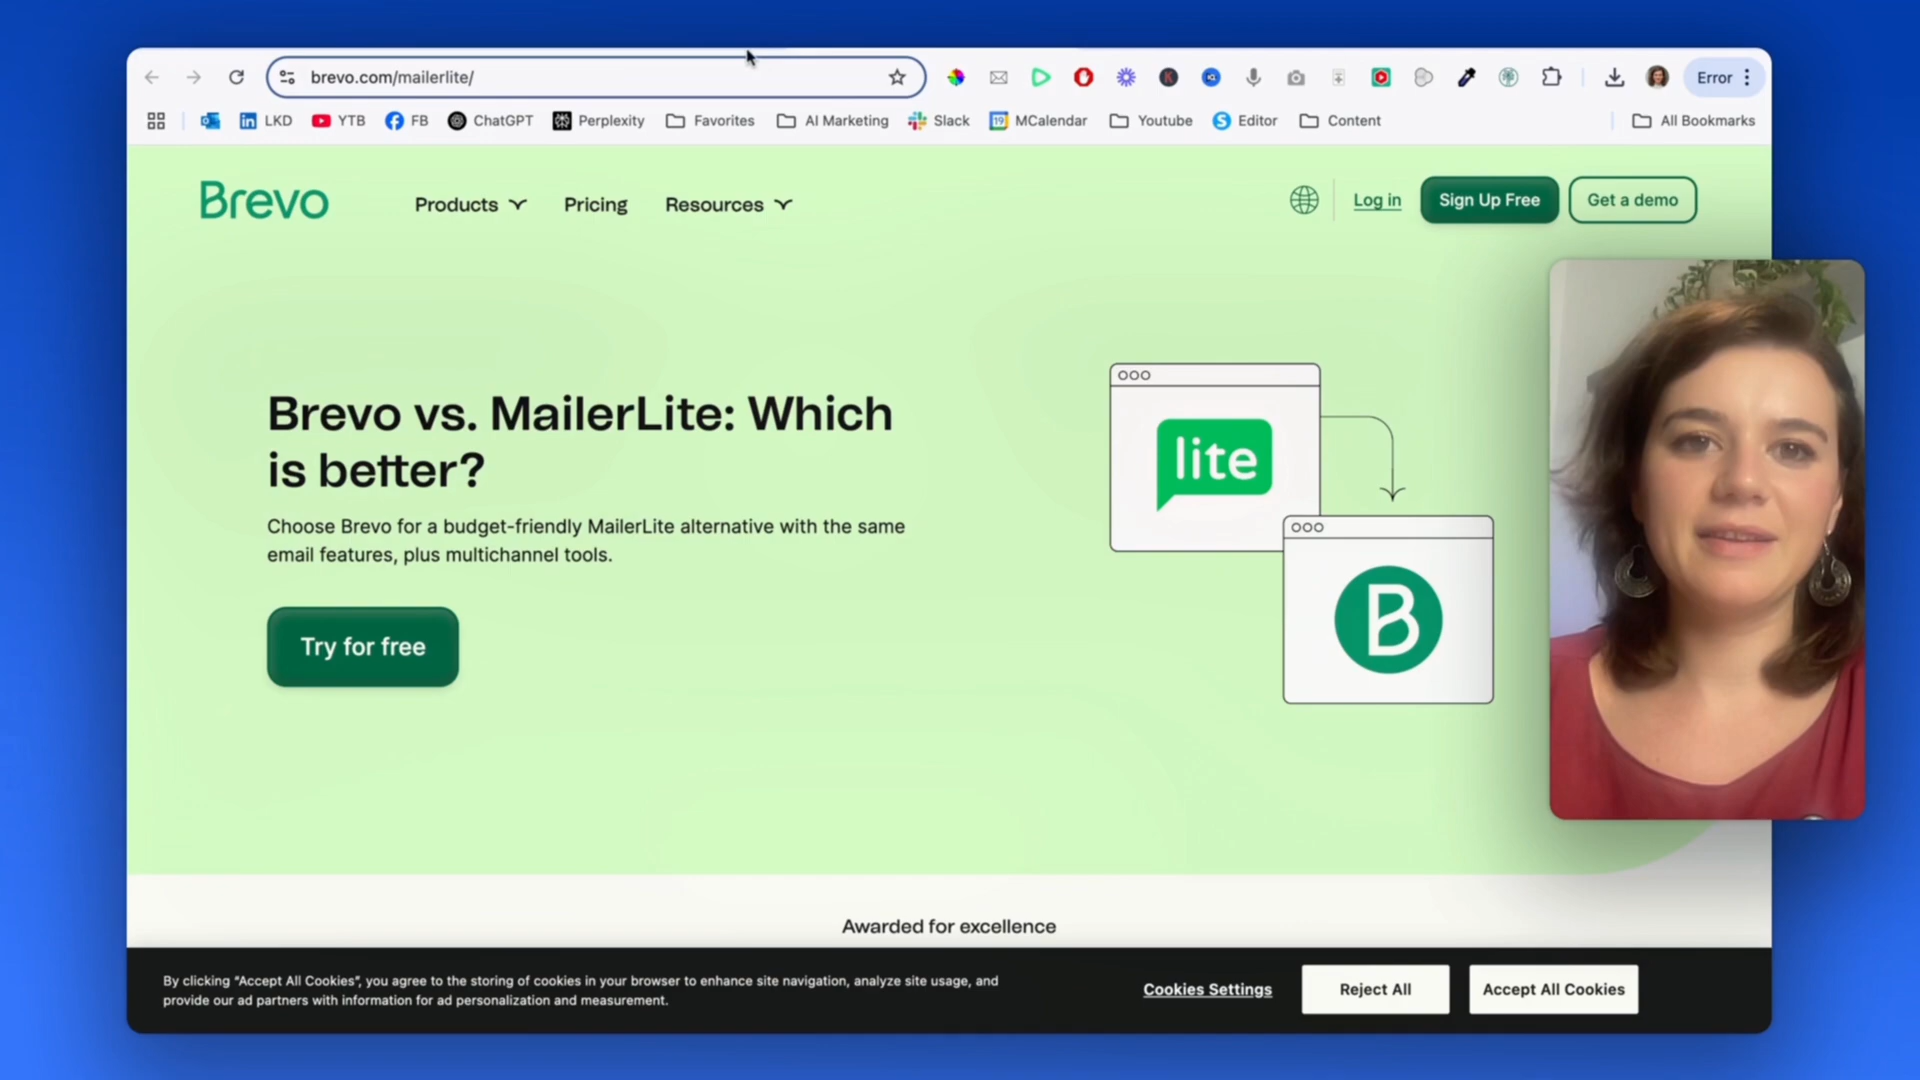 brevo.com/mailerlite/
Error
LKD YTB FB ChatGPT Perplexity Favorites AI Marketing Slack 19 MCalendar Youtube Editor Content All Bookmarks
Brevo Products Pricing Resources Log in Sign Up Free Get a demo
Brevo vs. MailerLite: Which
is better?
Choose Brevo for a budget-friendly MailerLite alternative with the same
email features, plus multichannel tools.
Try for free
lite
B
Awarded for excellence
By clicking “Accept All Cookies”, you agree to the storing of cookies in your browser to enhance site navigation, analyze site usage, and
provide our ad partners with information for ad personalization and measurement.
Cookies Settings Reject All Accept All Cookies